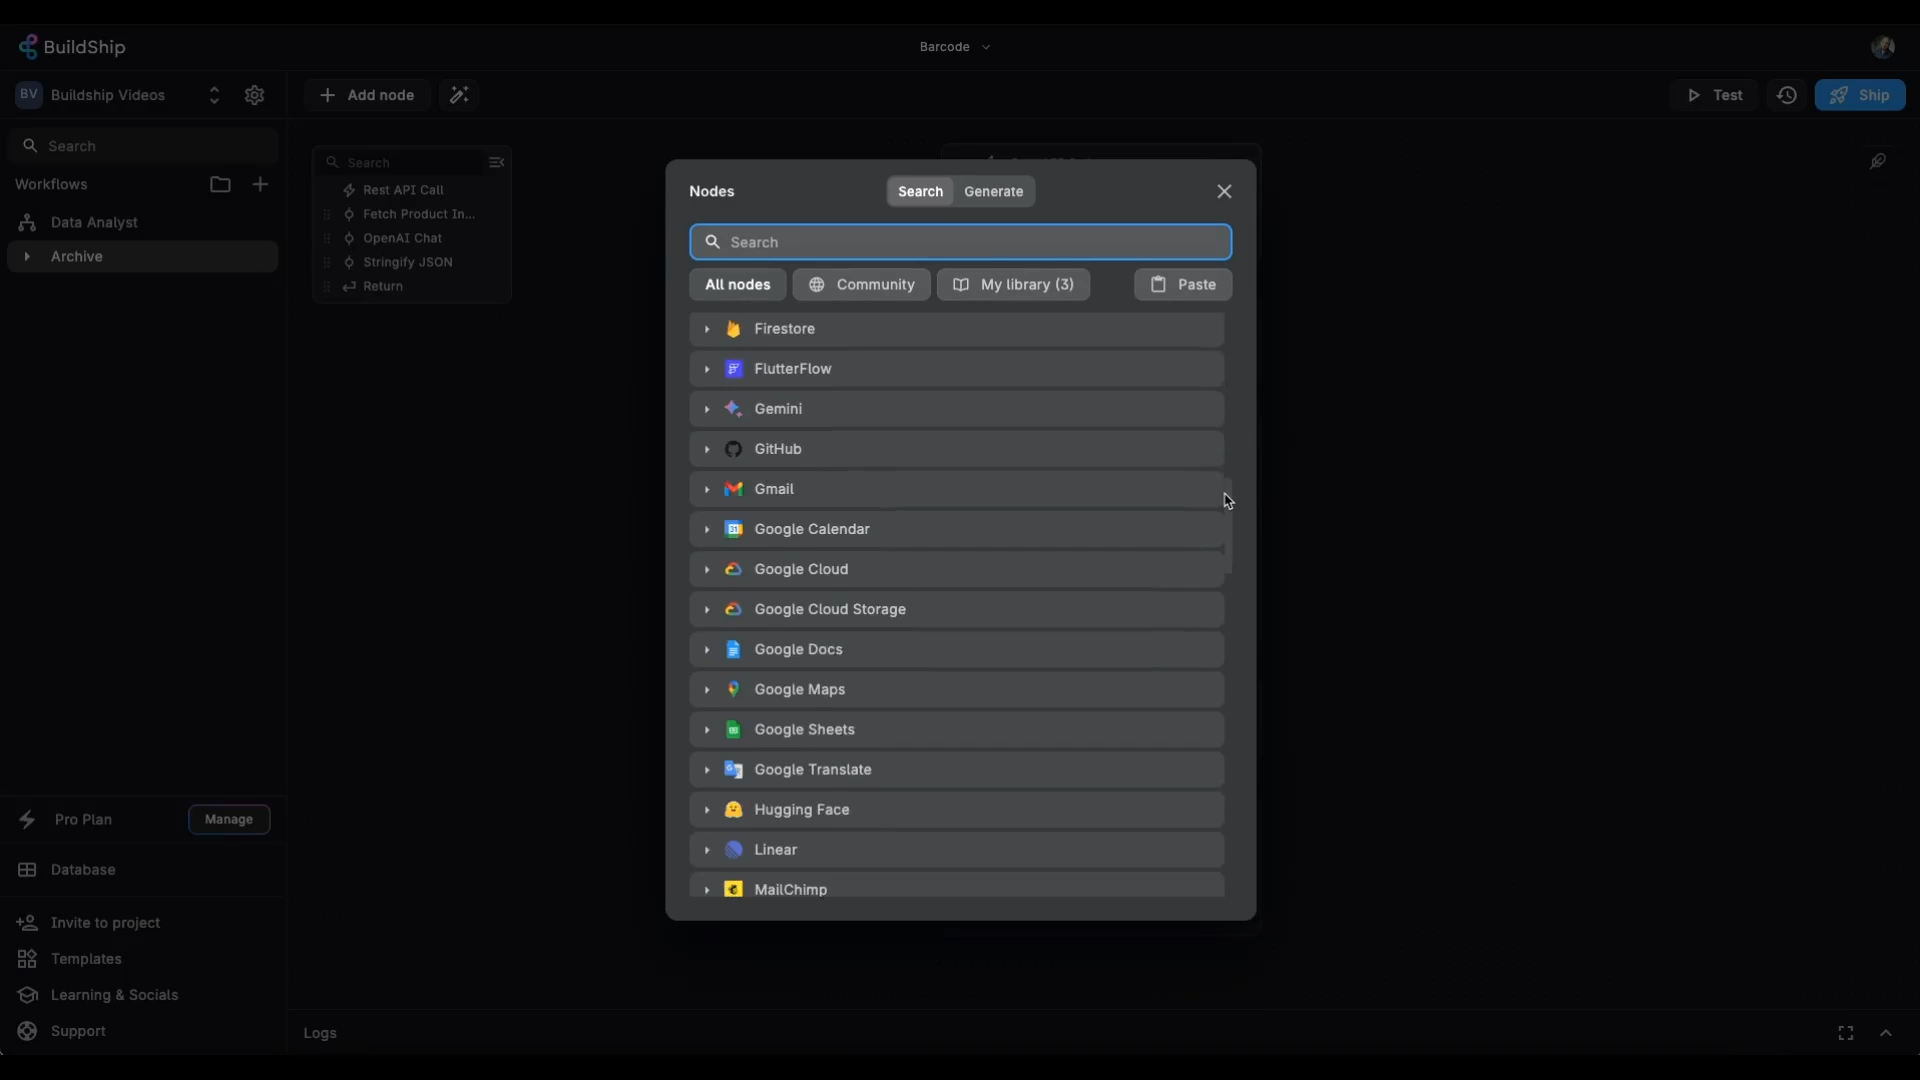 BuildShip
Barcode
BV Buildship Videos
Add node
Test
Ship
Search
Workflows
Data Analyst
Archive
Search
Rest API Call
Fetch Product In...
OpenAI Chat
Stringify JSON
Return
Nodes
Search Generate
Search
All nodes Community My library (3) Paste
Firestore
FlutterFlow
Gemini
GitHub
Gmail
31 Google Calendar
Google Cloud
Google Cloud Storage
Google Docs
Google Maps
Google Sheets
Google Translate
Hugging Face
Linear
MailChimp
Pro Plan Manage
Database
Invite to project
Templates
Learning & Socials
Support
Logs